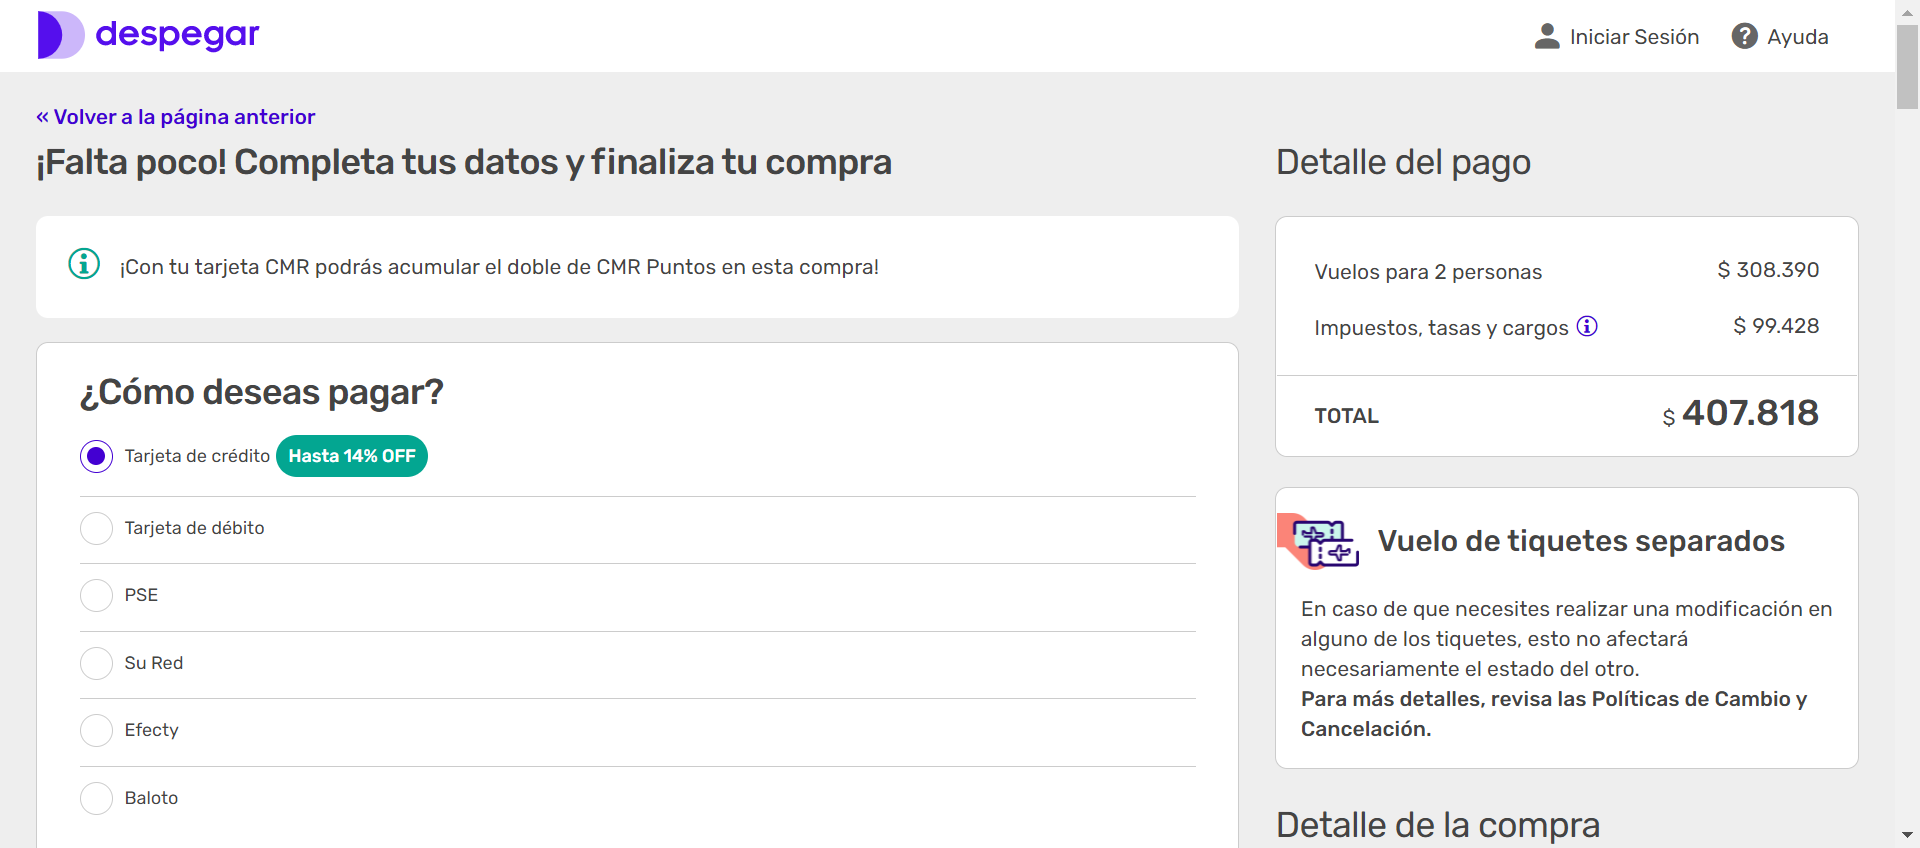 despegar
Iniciar Sesión
Ayuda
« Volver a la página anterior
¡Falta poco! Completa tus datos y finaliza tu compra
¡Con tu tarjeta CMR podrás acumular el doble de CMR Puntos en esta compra!
¿Cómo deseas pagar?
Tarjeta de crédito Hasta 14% OFF
Tarjeta de débito
PSE
Su Red
Efecty
Baloto
Detalle del pago
Vuelos para 2 personas $ 308.390
Impuestos, tasas y cargos $ 99.428
TOTAL $ 407.818
Vuelo de tiquetes separados
En caso de que necesites realizar una modificación en
alguno de los tiquetes, esto no afectará
necesariamente el estado del otro.
Para más detalles, revisa las Políticas de Cambio y
Cancelación.
Detalle de la compra